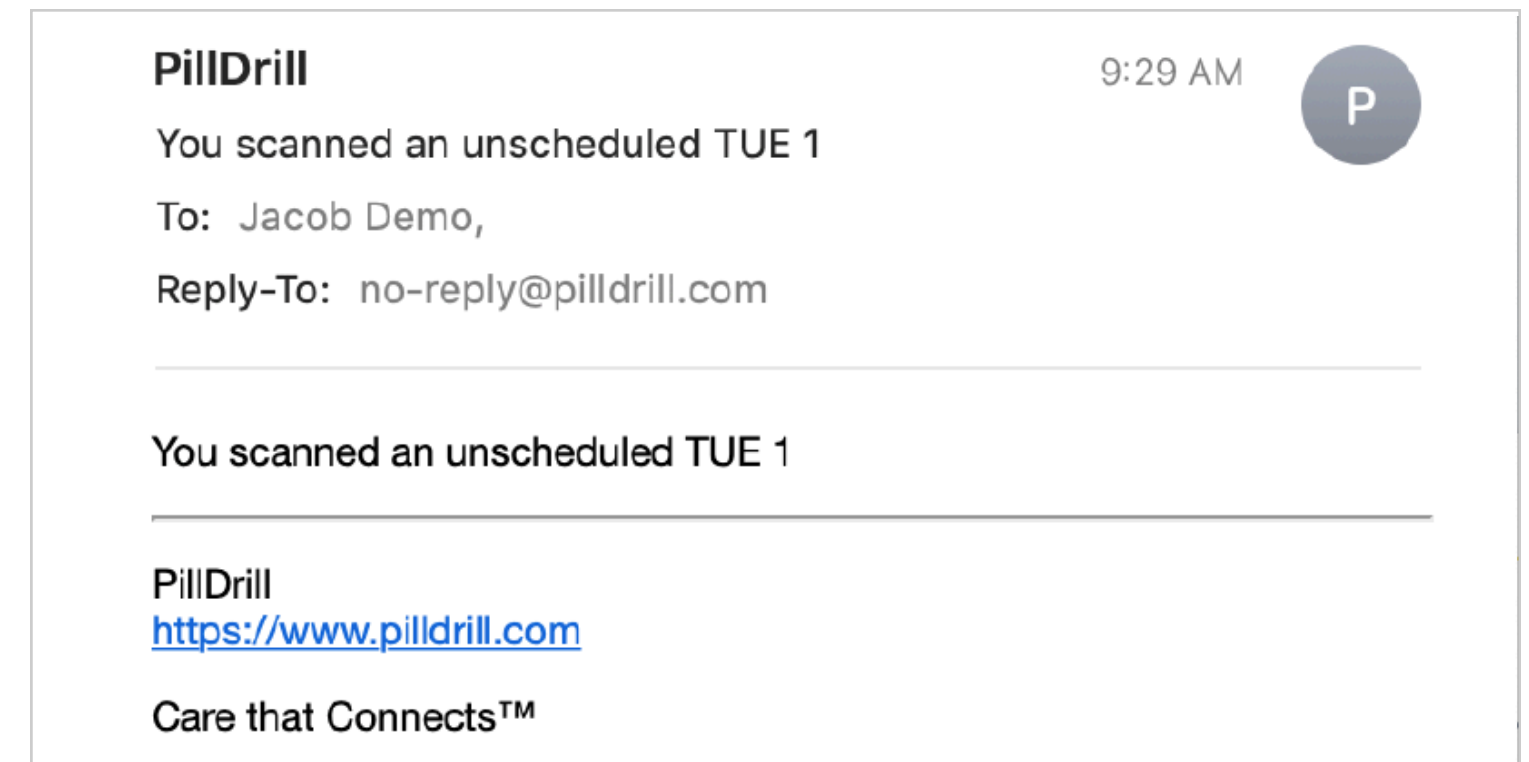 PillDrill
9:29 AM
P
You scanned an unscheduled TUE 1
To: Jacob Demo,
Reply-To: no-reply@pilldrill.com
You scanned an unscheduled TUE 1
PillDrill
https://www.pilldrill.com
Care that Connects™